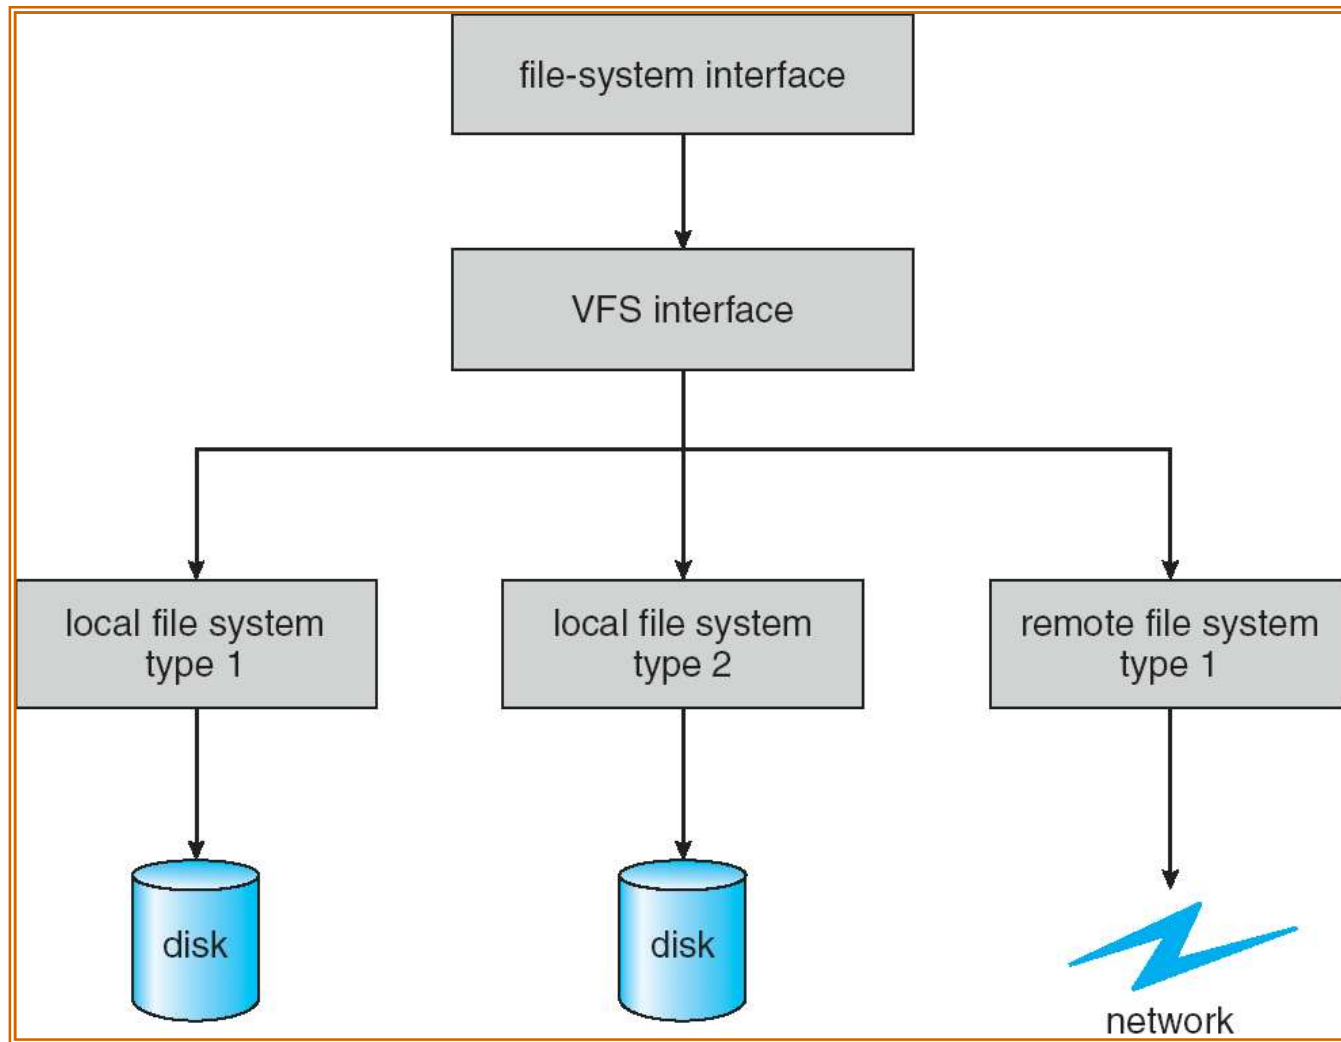 file-system interface
VFS interface
local file system
type 1
local file system
type 2
remote file system
type 1
disk
disk
network